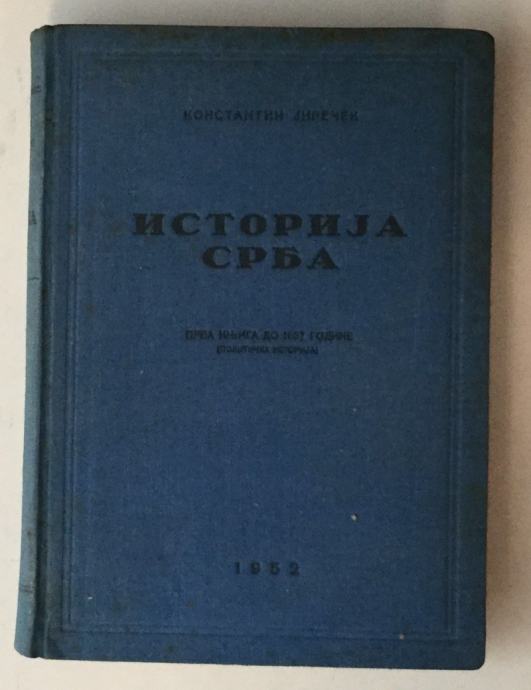 КОНСТАНТИН ЈИРЕЧЕК
ИСТОРИЈА
СРБА
ПРВА КЊИГА ДО 1537 ГОДИНЕ
(ПОЛИТИЧКА ИСТОРИЈА)
1952